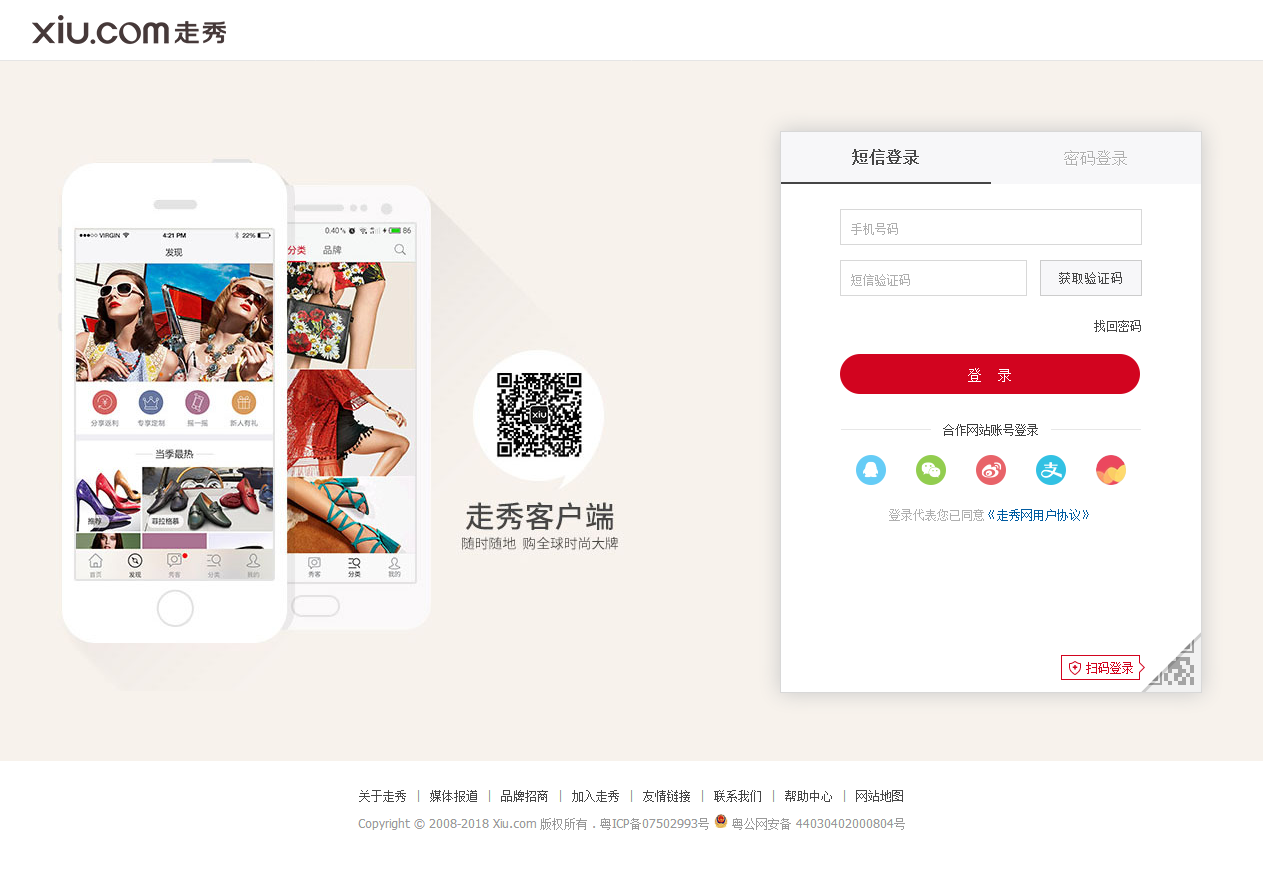 xiu.com走秀
短信登录 密码登录
手机号码
短信验证码 获取验证码
找回密码
登 录
合作网站账号登录
登录代表您已同意《走秀网用户协议》
扫码登录
VIRGIN 4:21 PM 22%
发现
分享返利 专享定制 摇一摇 新人有礼
当季最热
推荐 菲拉格慕
首页 发现 秀客 分类 我的
0.40 86
分类 品牌
秀客 分类 我的
xiu
走秀客户端
随时随地 购全球时尚大牌
关于走秀 | 媒体报道 | 品牌招商 | 加入走秀 | 友情链接 | 联系我们 | 帮助中心 | 网站地图
Copyright © 2008-2018 Xiu.com 版权所有 . 粤ICP备07502993号 粤公网安备 44030402000804号